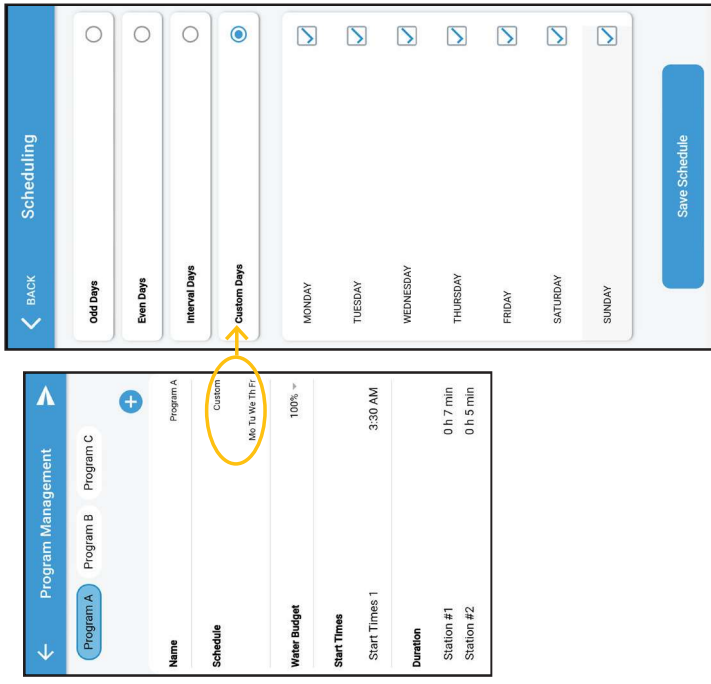 Program Management
Program A
Program B
Program C
Name
Program A
Schedule
Custom
Mo Tu We Th Fr
Water Budget
100%
Start Times
Start Times 1
3:30 AM
Duration
Station #1
0 h 7 min
Station #2
0 h 5 min
BACK
Scheduling
Odd Days
Even Days
Interval Days
Custom Days
MONDAY
TUESDAY
WEDNESDAY
THURSDAY
FRIDAY
SATURDAY
SUNDAY
Save Schedule